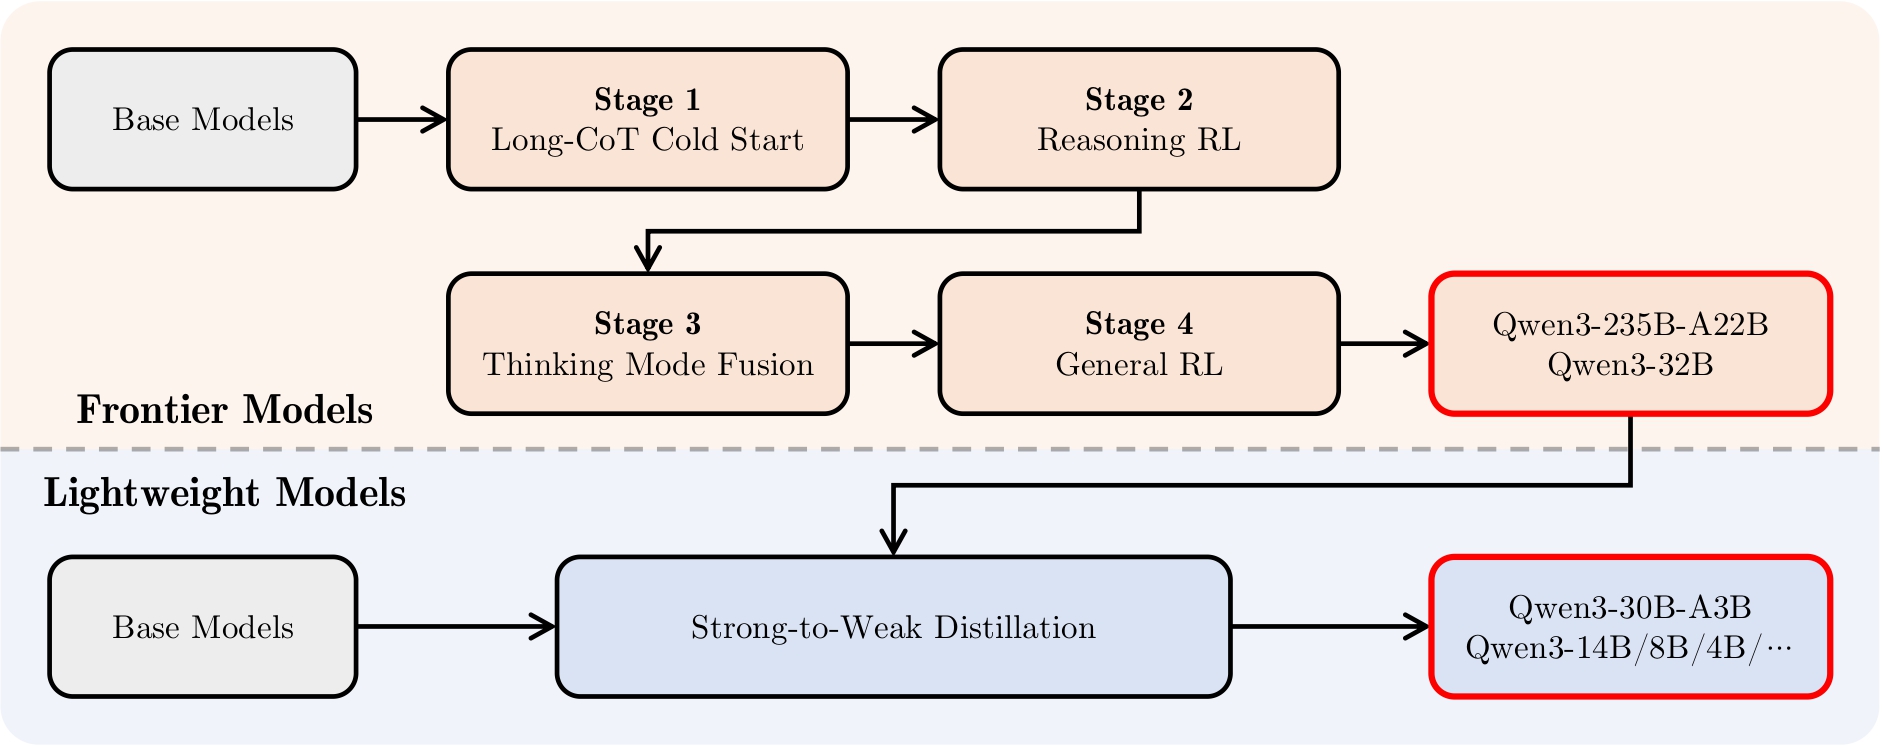 Base Models
Stage 1
Long-CoT Cold Start
Stage 2
Reasoning RL
Stage 3
Thinking Mode Fusion
Stage 4
General RL
Qwen3-235B-A22B
Qwen3-32B
Frontier Models
Lightweight Models
Base Models
Strong-to-Weak Distillation
Qwen3-30B-A3B
Qwen3-14B/8B/4B/···